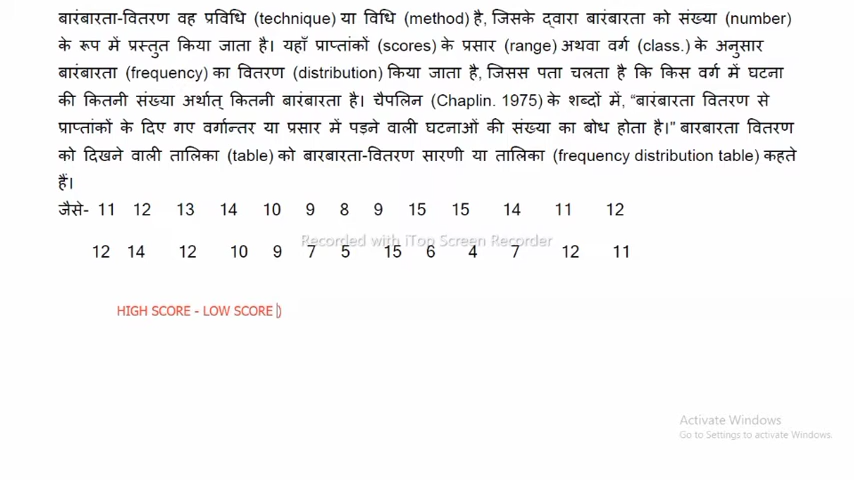 बारंबारता-वितरण वह प्रविधि (technique) या विधि (method) है, जिसके द्वारा बारंबारता को संख्या (number)
के रूप में प्रस्तुत किया जाता है। यहाँ प्राप्तांकों (scores) के प्रसार (range) अथवा वर्ग (class.) के अनुसार
बारंबारता (frequency) का वितरण (distribution) किया जाता है, जिसस पता चलता है कि किस वर्ग में घटना
की कितनी संख्या अर्थात् कितनी बारंबारता है। चैपलिन (Chaplin. 1975) के शब्दों में, “बारंबारता वितरण से
प्राप्तांकों के दिए गए वर्गान्तर या प्रसार में पड़ने वाली घटनाओं की संख्या का बोध होता है।" बारबारता वितरण
को दिखने वाली तालिका (table) को बारबारता-वितरण सारणी या तालिका (frequency distribution table) कहते
हैं।
जैसे- 11 12 13 14 10 9 8 9 15 15 14 11 12
Recorded with iTop Screen Recorder
12 14 12 10 9 7 5 15 6 4 7 12 11
HIGH SCORE - LOW SCORE )
Activate Windows
Go to Settings to activate Windows.